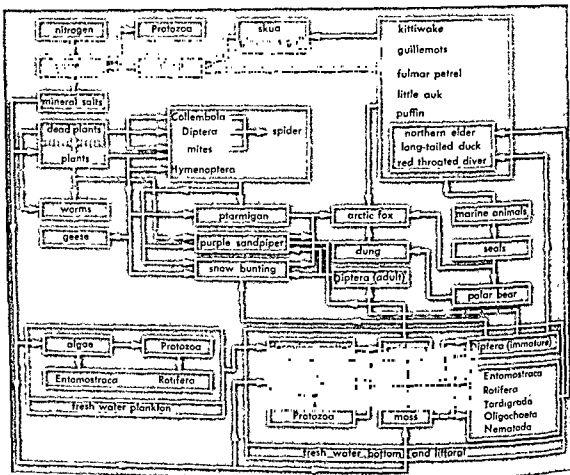 nitrogen
Protozoa
skua
kittiwake
guillemots
fulmar petrel
little auk
puffin
northern eider
long-tailed duck
red throated diver
mineral salts
dead plants
plants
Collembola
Diptera
mites
spider
Hymenoptera
worms
geese
ptarmigan
purple sandpiper
snow bunting
arctic fox
dung
Diptera (adult)
marine animals
seals
polar bear
algae
Protozoa
Entomostraca
Rotifera
fresh water plankton
Diptera (immature)
Protozoa
moss
Entomostraca
Rotifera
Tardigrada
Oligochaeta
Nematoda
fresh water bottom and littoral